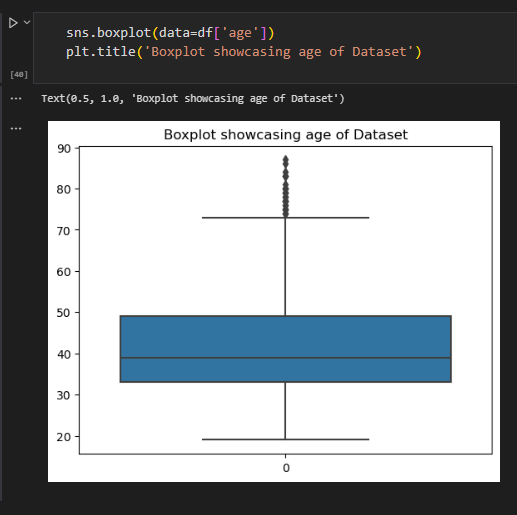 sns.boxplot(data=df['age'])
plt.title('Boxplot showcasing age of Dataset')
[40]
Text(0.5, 1.0, 'Boxplot showcasing age of Dataset')
Boxplot showcasing age of Dataset
90
80
70
60
50
40
30
20
0